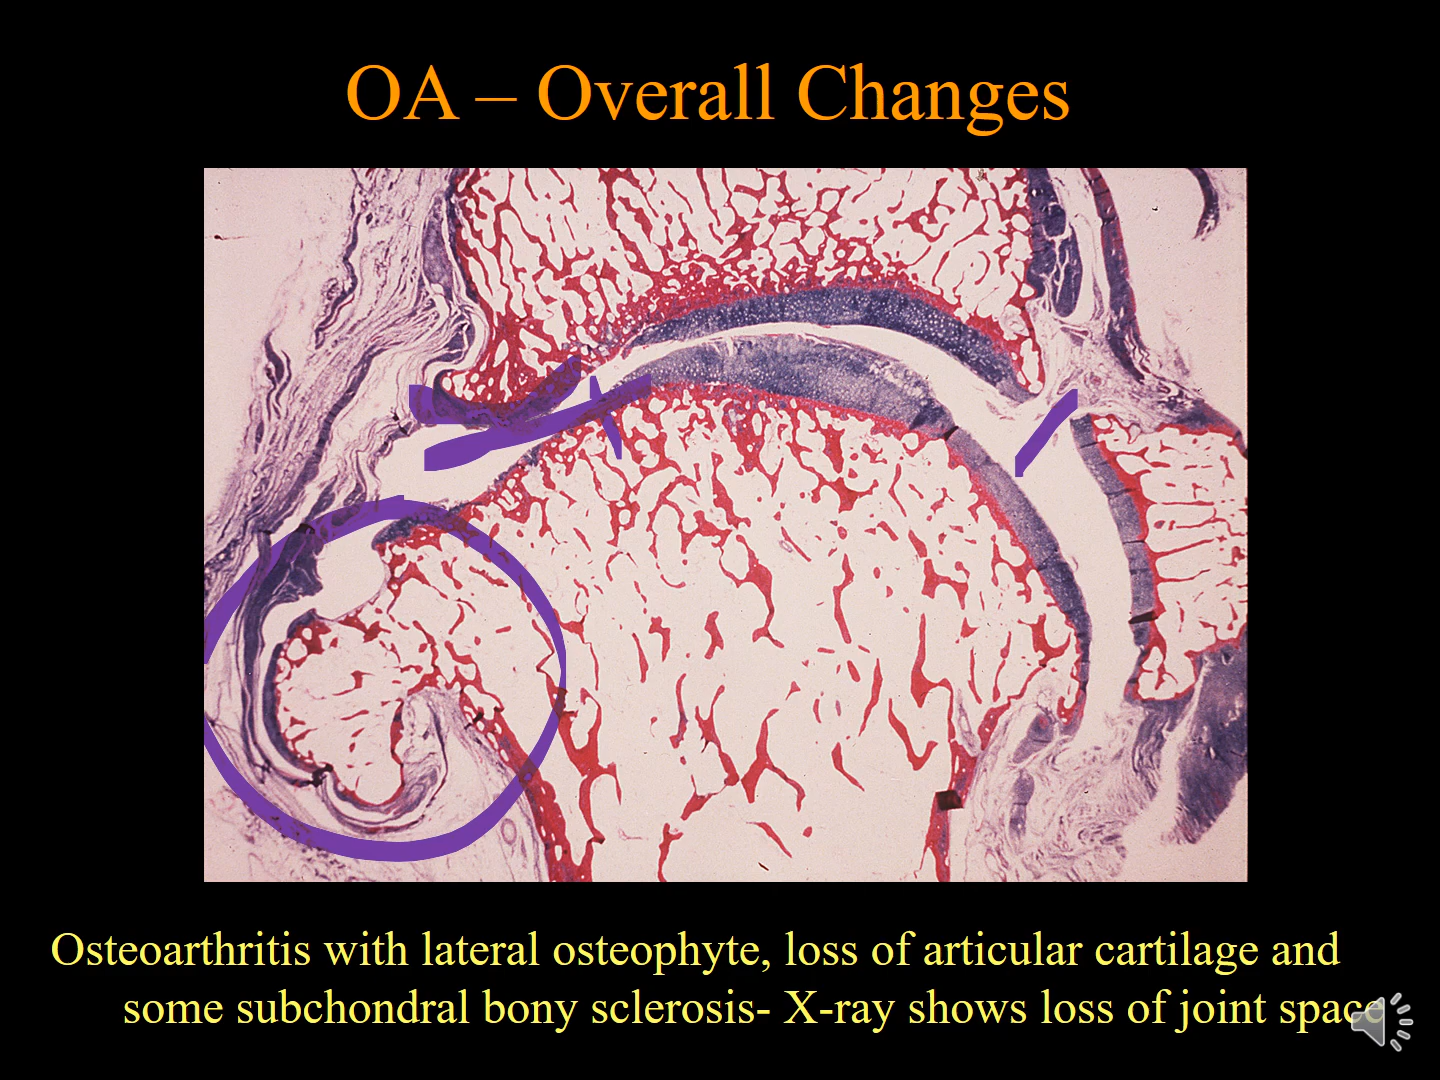 OA – Overall Changes
Osteoarthritis with lateral osteophyte, loss of articular cartilage and
some subchondral bony sclerosis- X-ray shows loss of joint space